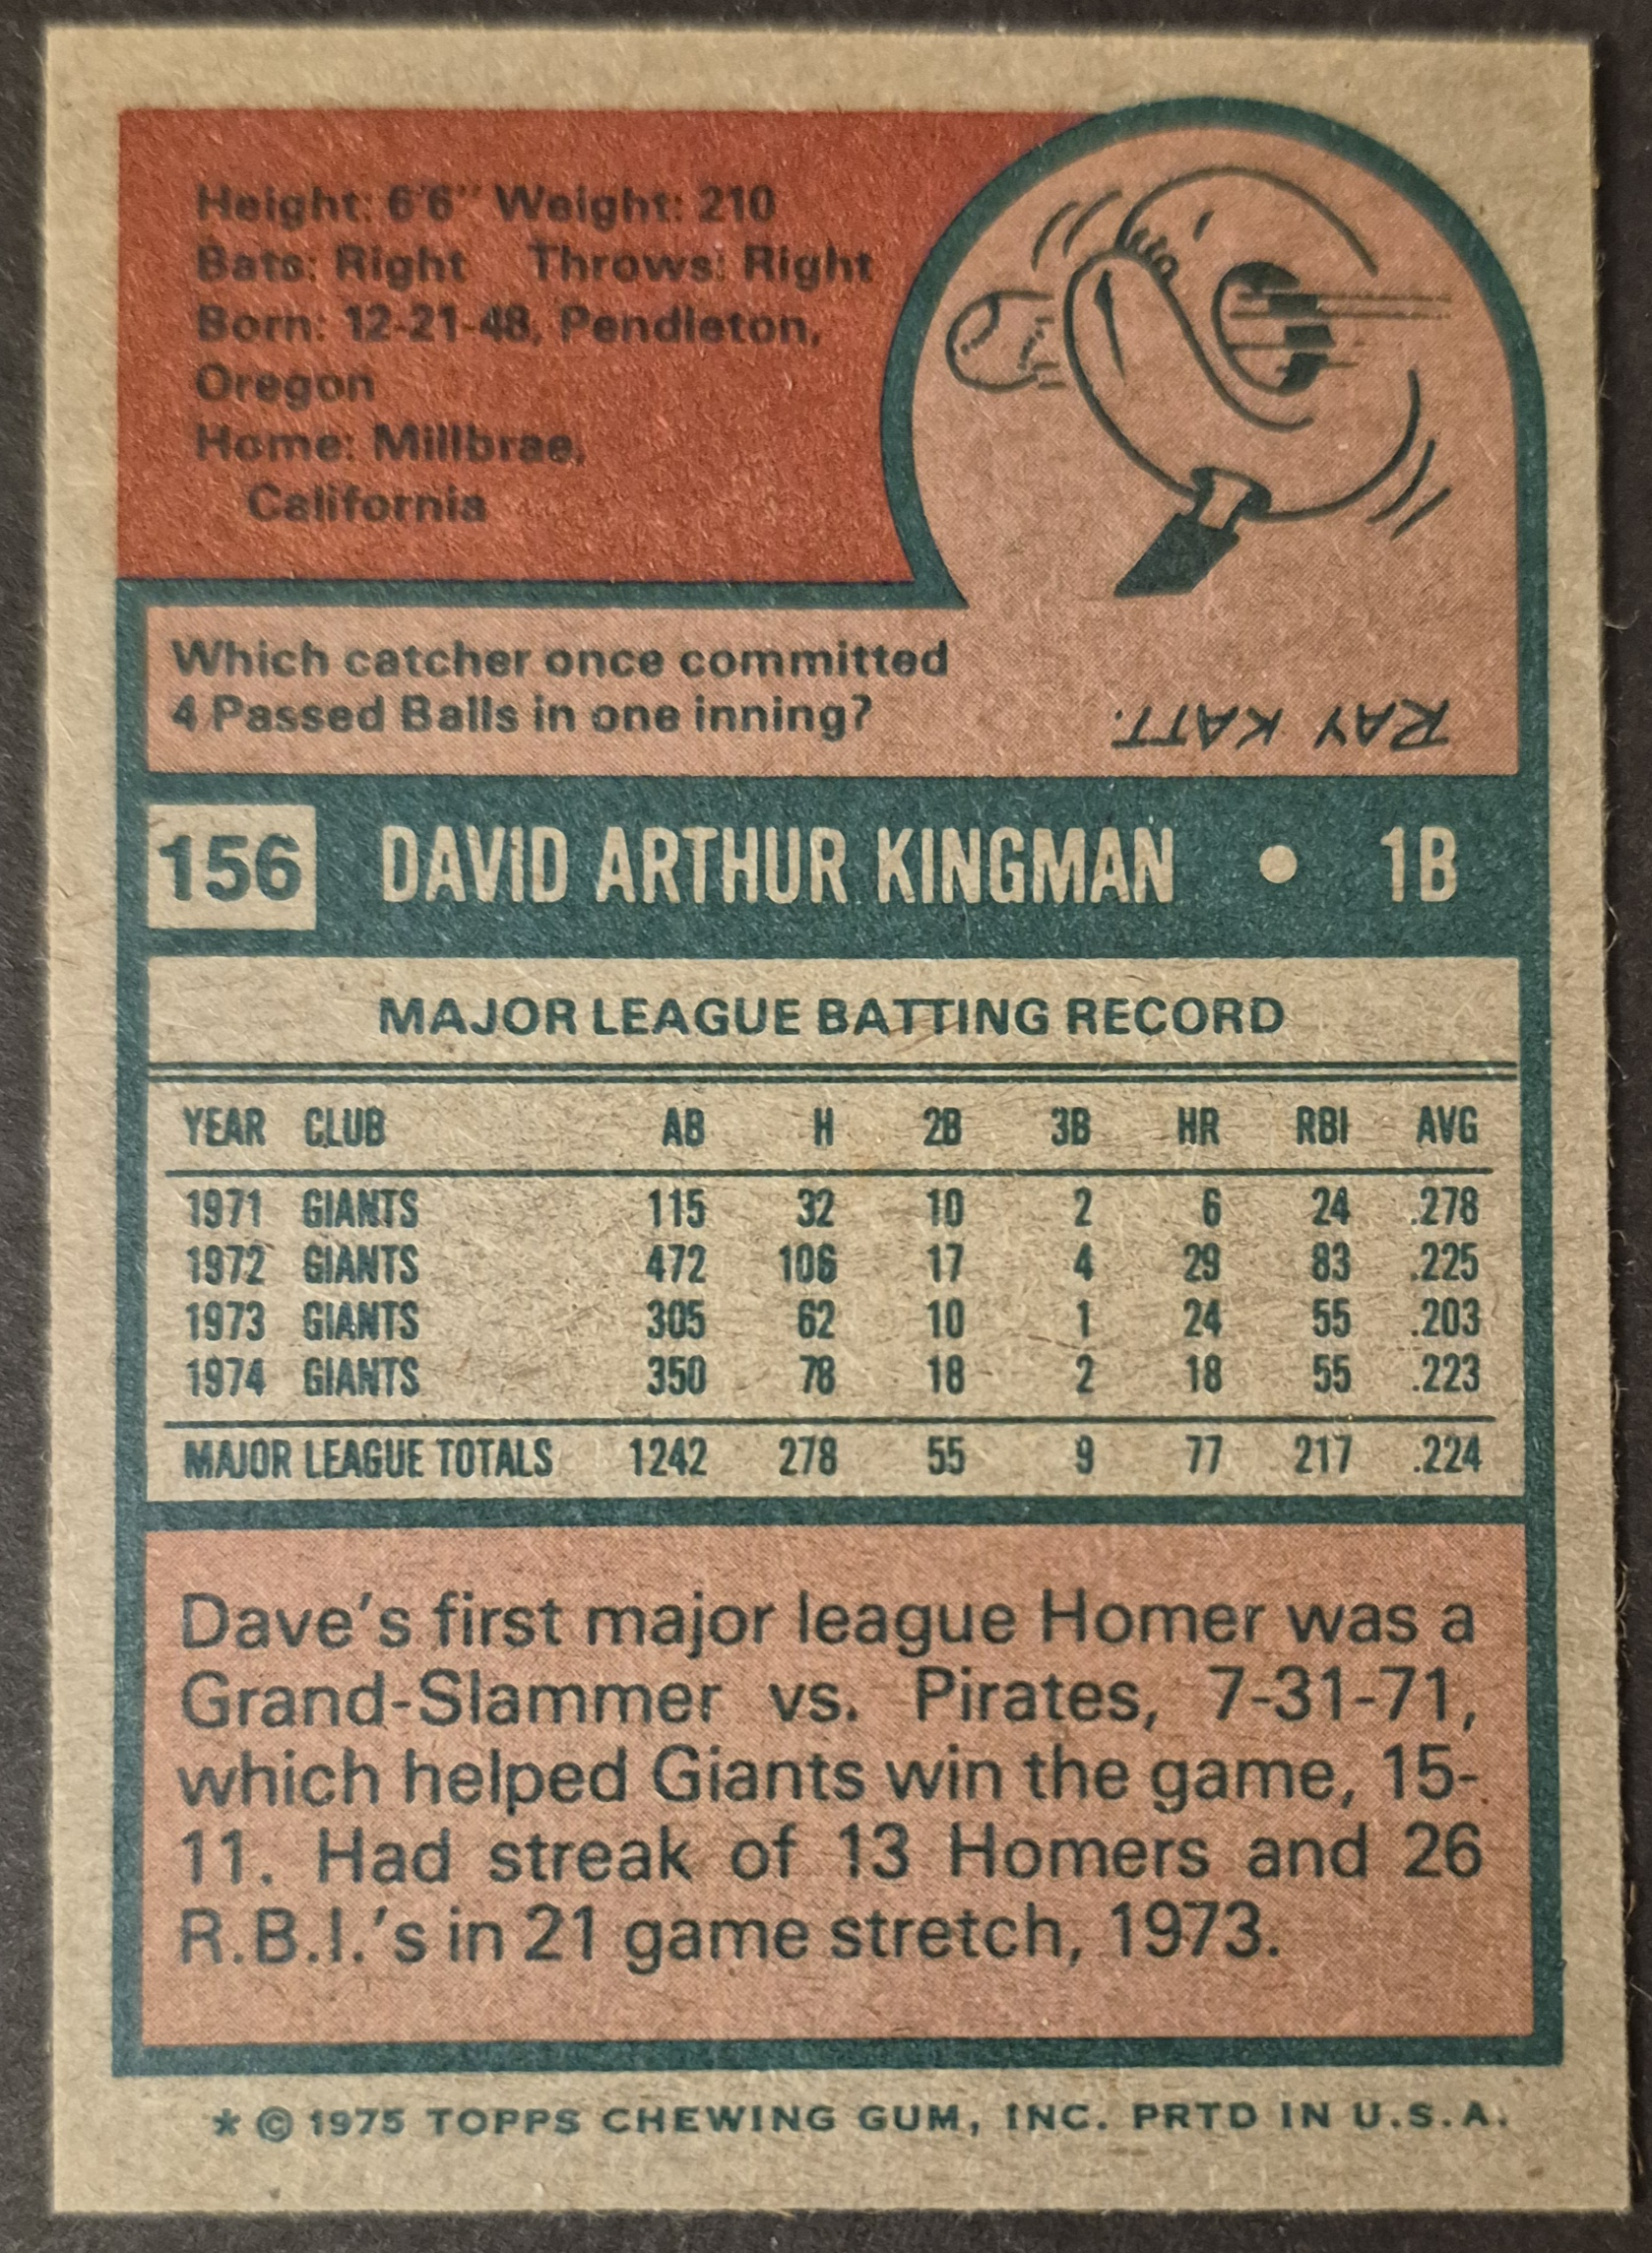 Height: 6'6" Weight: 210
Bats: Right Throws: Right
Born: 12-21-48, Pendleton,
Oregon
Home: Millbrae,
California
Which catcher once committed
4 Passed Balls in one inning?
RAY KATT.
156 DAVID ARTHUR KINGMAN • 1B
MAJOR LEAGUE BATTING RECORD
YEAR CLUB AB H 2B 3B HR RBI AVG
1971 GIANTS 115 32 10 2 6 24 .278
1972 GIANTS 472 106 17 4 29 83 .225
1973 GIANTS 305 62 10 1 24 55 .203
1974 GIANTS 350 78 18 2 18 55 .223
MAJOR LEAGUE TOTALS 1242 278 55 9 77 217 .224
Dave's first major league Homer was a
Grand-Slammer vs. Pirates, 7-31-71,
which helped Giants win the game, 15-
11. Had streak of 13 Homers and 26
R.B.I.'s in 21 game stretch, 1973.
* © 1975 TOPPS CHEWING GUM, INC. PRTD IN U.S.A.